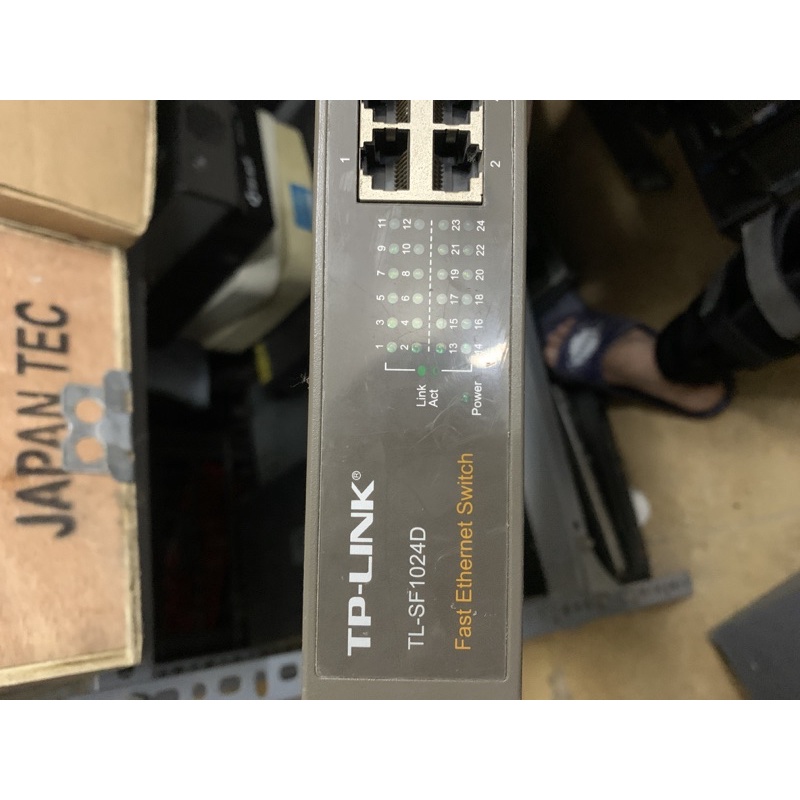 TP-LINK®
TL-SF1024D
Fast Ethernet Switch
Power
Link
Act
1 3 5 7 9 11
2 4 6 8 10 12
13 15 17 19 21 23
14 16 18 20 22 24
1
2
JAPAN TEC